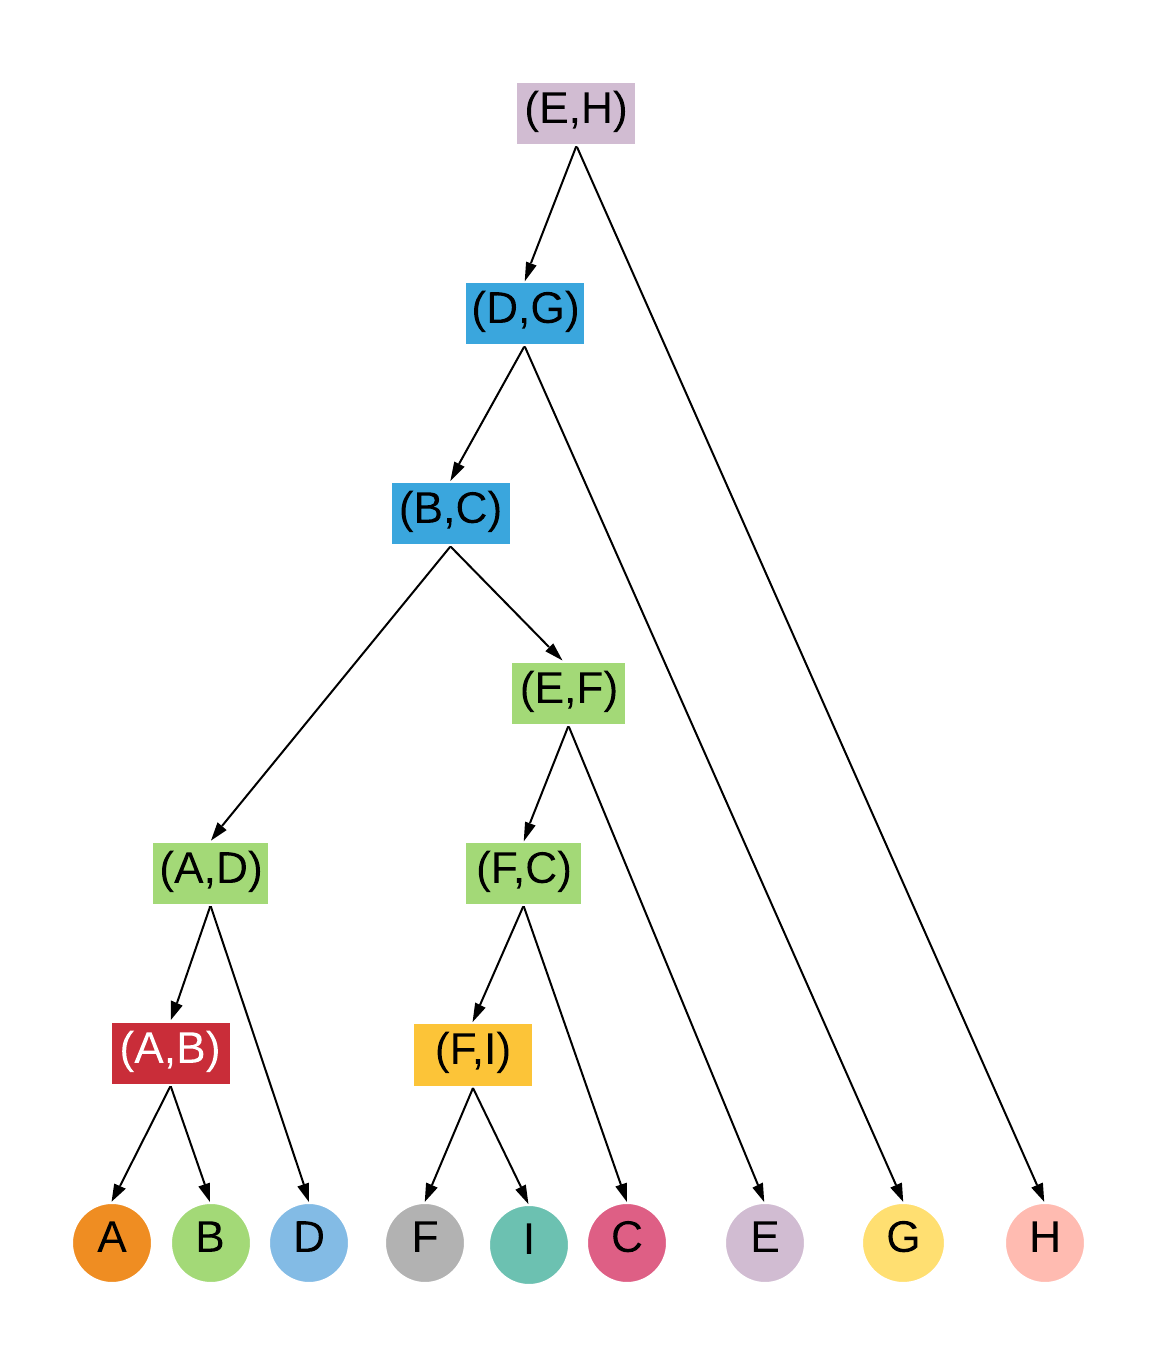 (E,H)
(D,G)
(B,C)
(E,F)
(A,D)
(F,C)
(A,B)
(F,I)
A
B
D
F
I
C
E
G
H